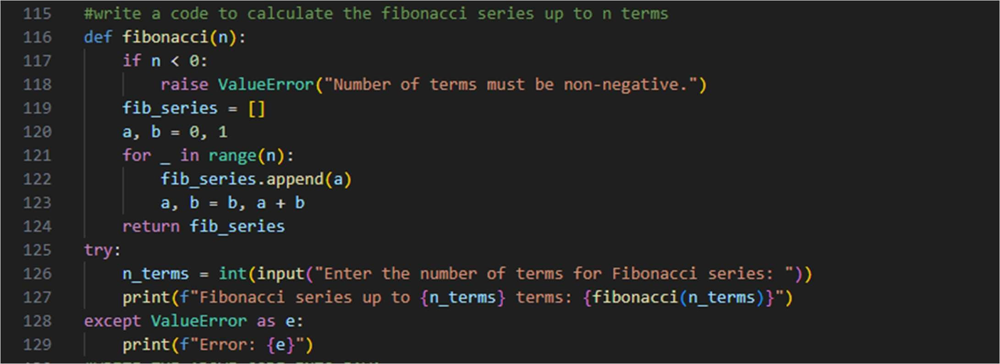 115 #write a code to calculate the fibonacci series up to n terms
116 def fibonacci(n):
117     if n < 0:
118         raise ValueError("Number of terms must be non-negative.")
119     fib_series = []
120     a, b = 0, 1
121     for _ in range(n):
122         fib_series.append(a)
123         a, b = b, a + b
124     return fib_series
125 try:
126     n_terms = int(input("Enter the number of terms for Fibonacci series: "))
127     print(f"Fibonacci series up to {n_terms} terms: {fibonacci(n_terms)}")
128 except ValueError as e:
129     print(f"Error: {e}")